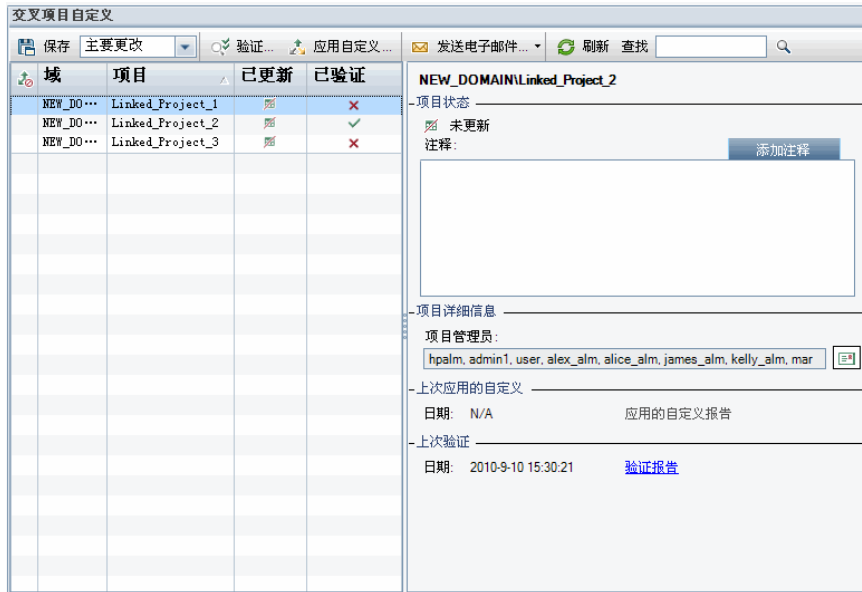 交叉项目自定义
保存 主要更改 验证... 应用自定义... 发送电子邮件... 刷新 查找
域 项目 已更新 已验证
NEW_DO… Linked_Project_1
NEW_DO… Linked_Project_2
NEW_DO… Linked_Project_3
NEW_DOMAIN\Linked_Project_2
项目状态
未更新
注释:
添加注释
项目详细信息
项目管理员:
hpalm, admin1, user, alex_alm, alice_alm, james_alm, kelly_alm, mar
上次应用的自定义
日期: N/A 应用的自定义报告
上次验证
日期: 2010-9-10 15:30:21 验证报告